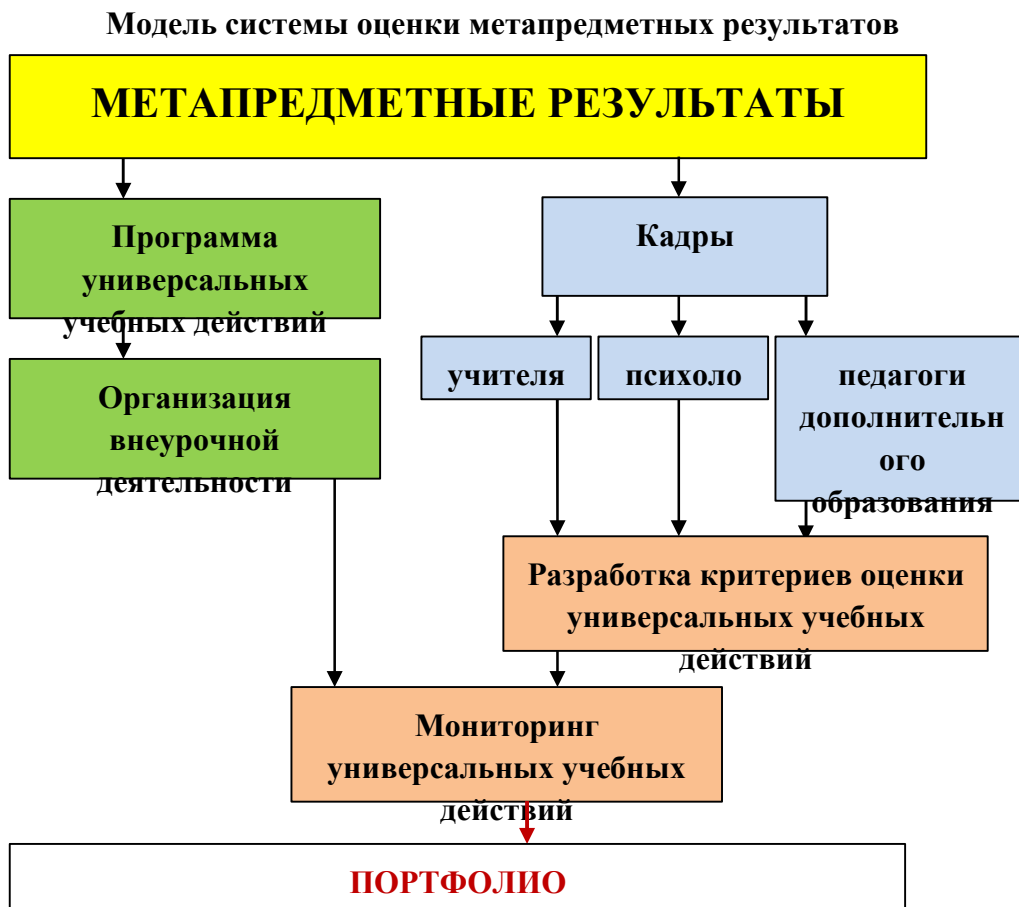 Модель системы оценки метапредметных результатов
МЕТАПРЕДМЕТНЫЕ РЕЗУЛЬТАТЫ
Программа
универсальных
учебных действий
Кадры
учителя
психоло
педагоги
дополнительн
ого
образования
Организация
внеурочной
деятельности
Разработка критериев оценки
универсальных учебных
действий
Мониторинг
универсальных учебных
действий
ПОРТФОЛИО